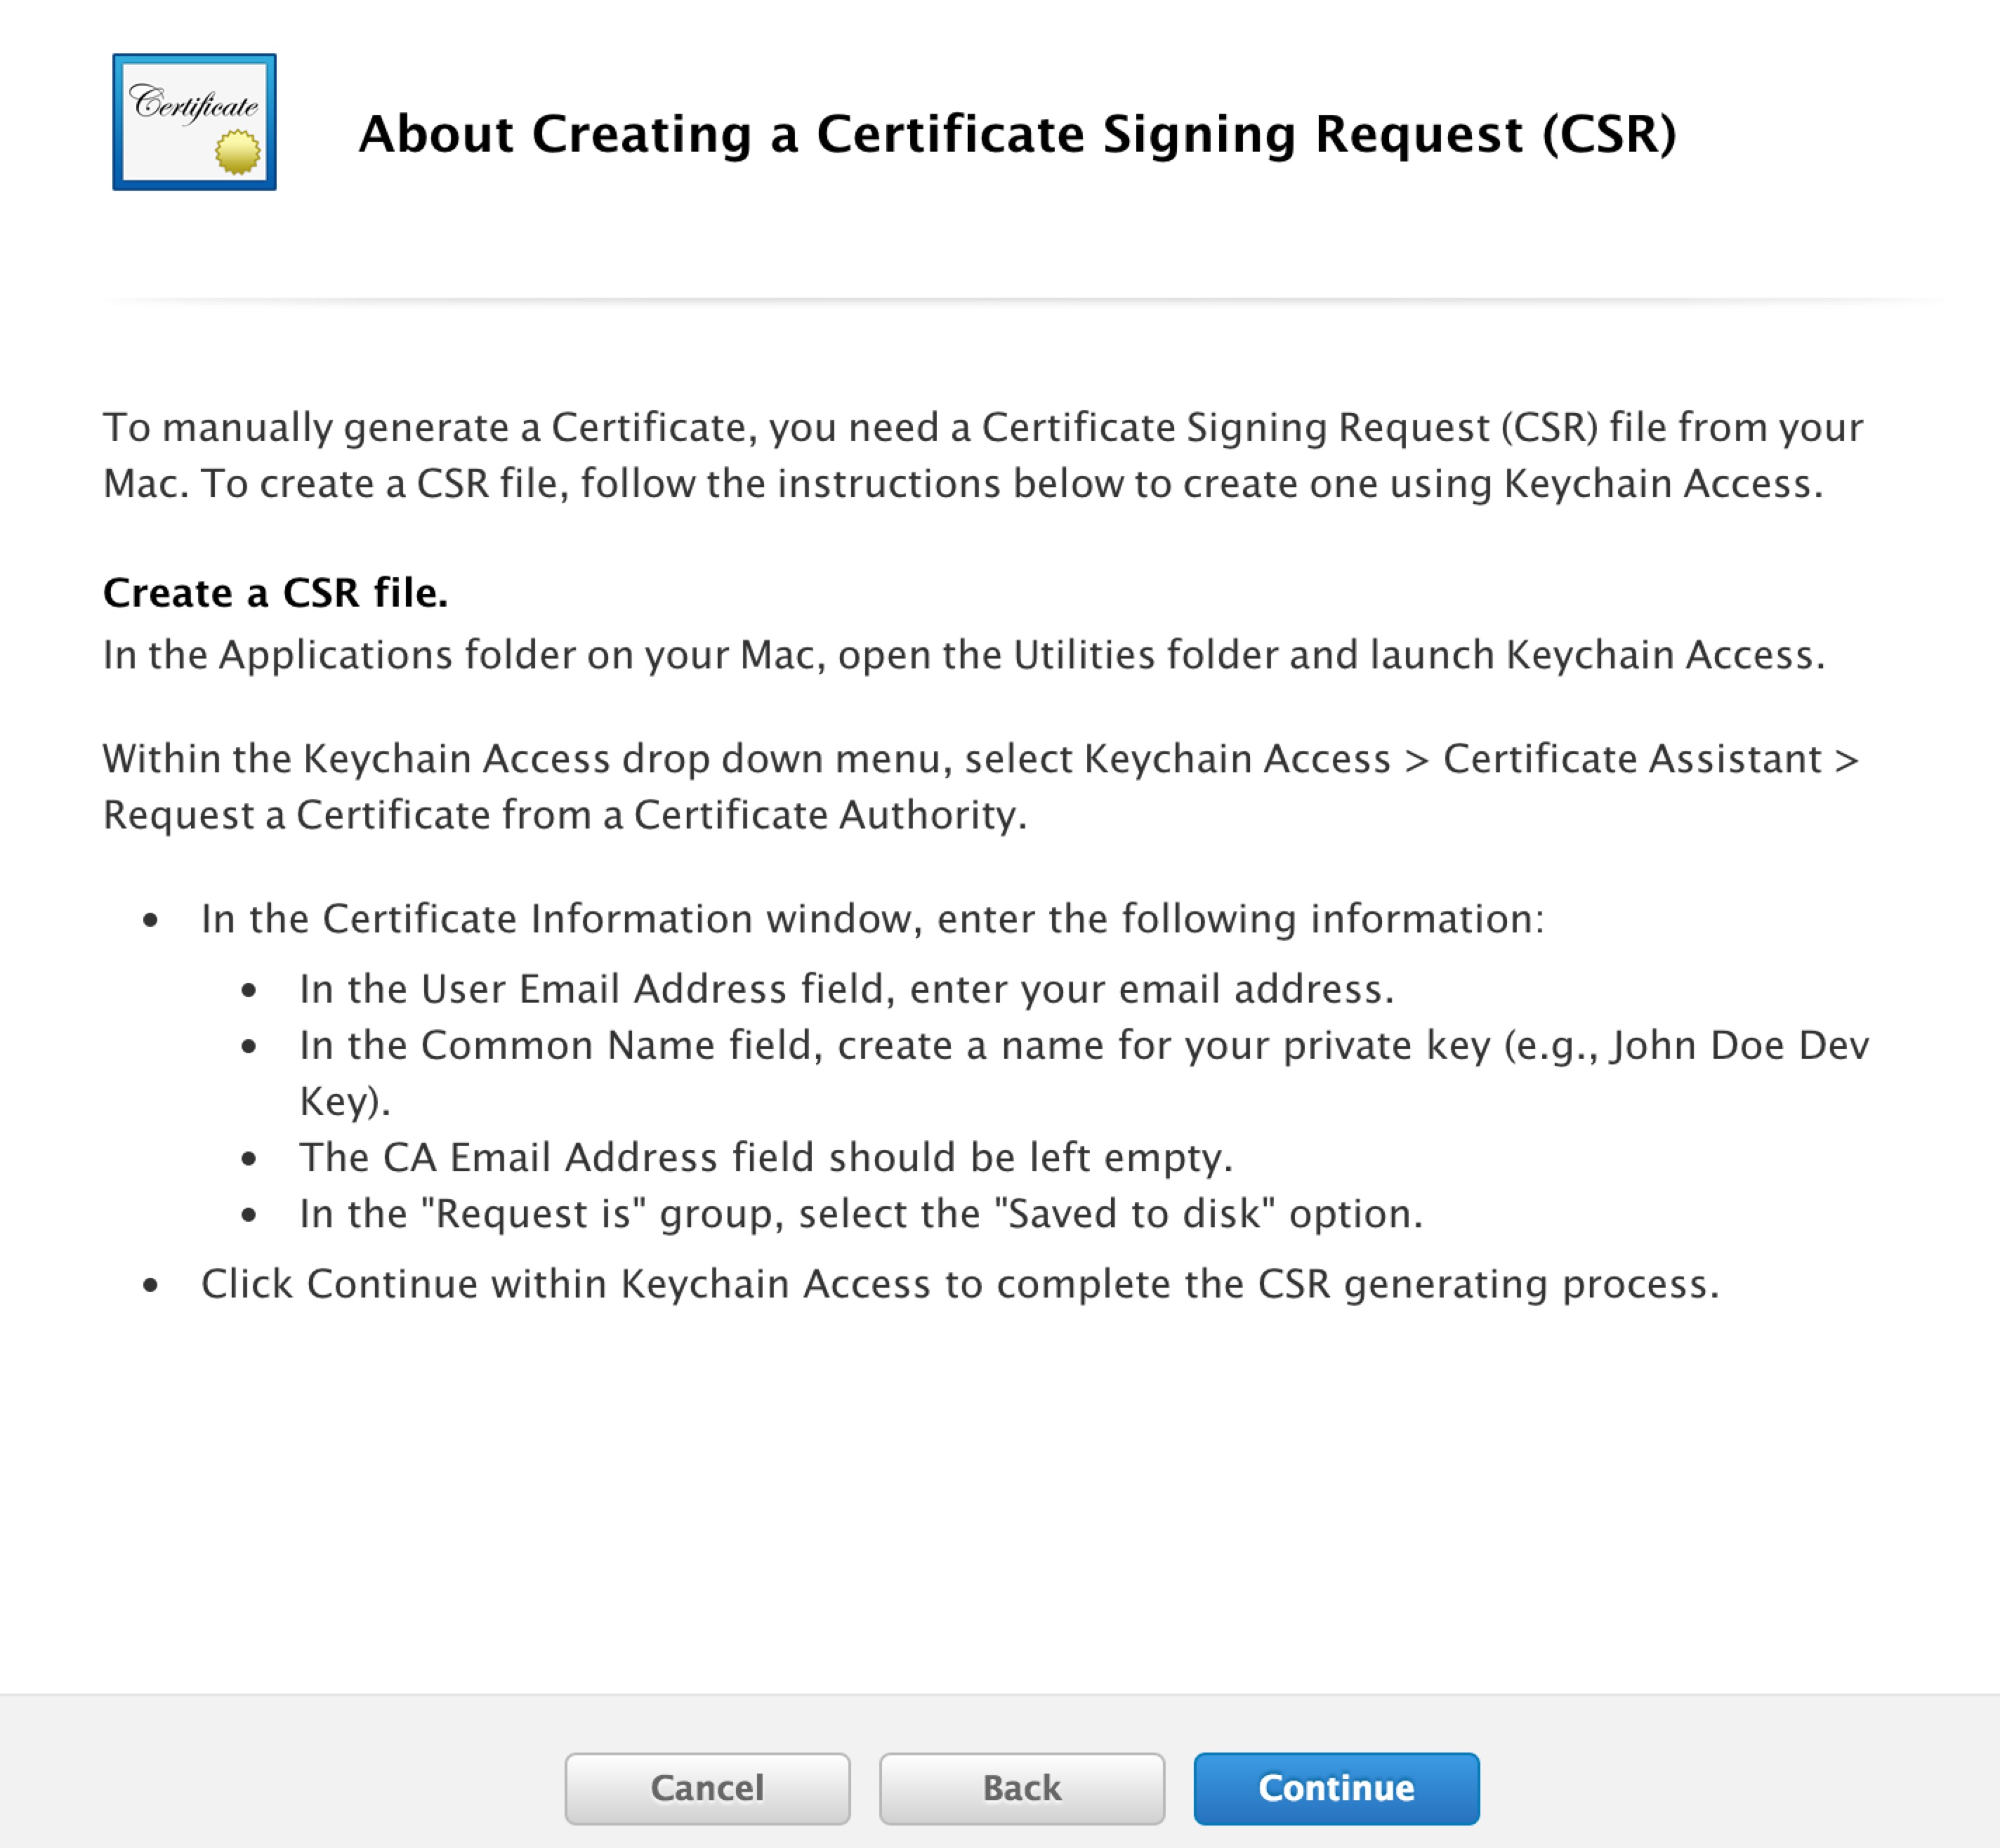 Certificate
About Creating a Certificate Signing Request (CSR)
To manually generate a Certificate, you need a Certificate Signing Request (CSR) file from your
Mac. To create a CSR file, follow the instructions below to create one using Keychain Access.
Create a CSR file.
In the Applications folder on your Mac, open the Utilities folder and launch Keychain Access.
Within the Keychain Access drop down menu, select Keychain Access > Certificate Assistant >
Request a Certificate from a Certificate Authority.
• In the Certificate Information window, enter the following information:
• In the User Email Address field, enter your email address.
• In the Common Name field, create a name for your private key (e.g., John Doe Dev
Key).
• The CA Email Address field should be left empty.
• In the "Request is" group, select the "Saved to disk" option.
• Click Continue within Keychain Access to complete the CSR generating process.
Cancel
Back
Continue